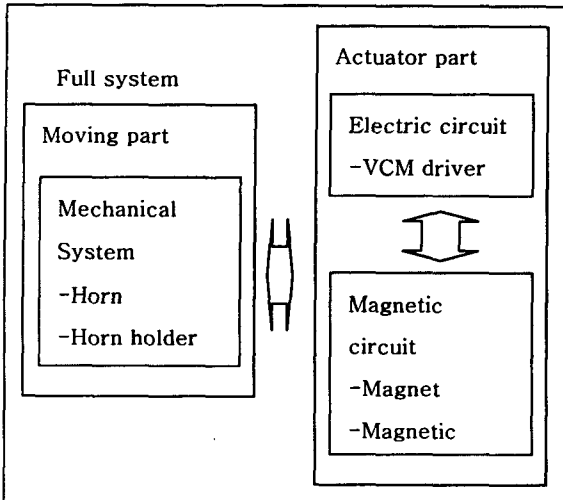 Full system
Moving part
Mechanical
System
-Horn
-Horn holder
Actuator part
Electric circuit
-VCM driver
Magnetic
circuit
-Magnet
-Magnetic